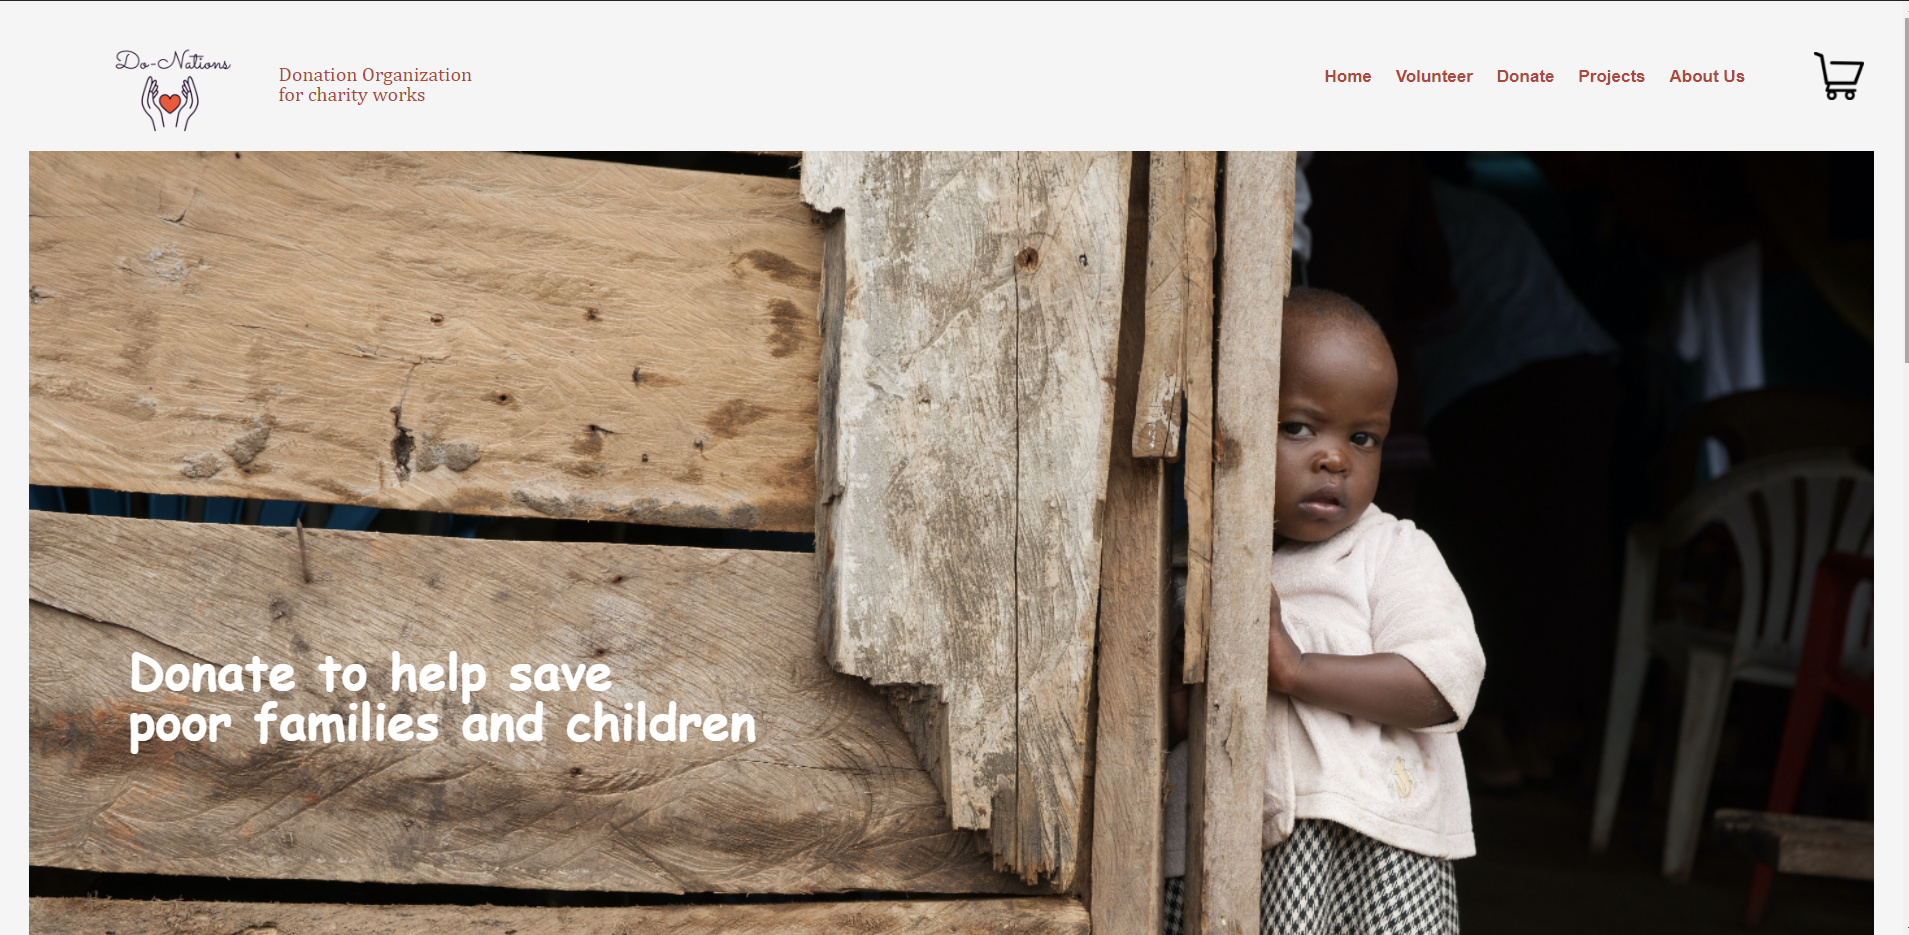 Do-Nations
Donation Organization
for charity works
Home Volunteer Donate Projects About Us
Donate to help save
poor families and children